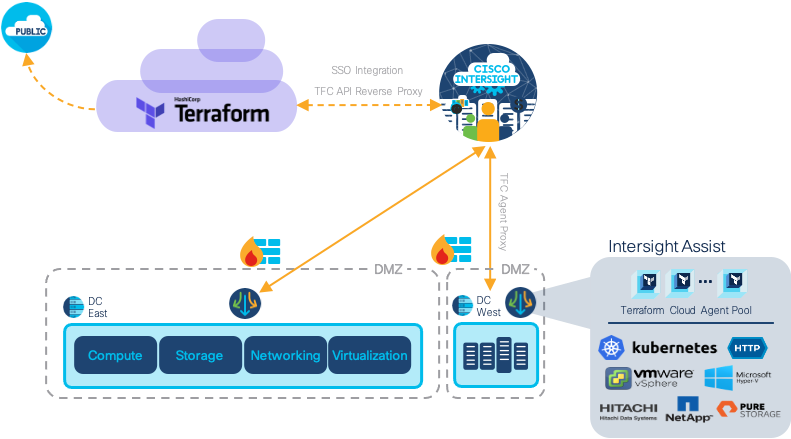 PUBLIC
HashiCorp
Terraform
SSO Integration
TFC API Reverse Proxy
CISCO
INTERSIGHT
TFC Agent Proxy
DMZ
DMZ
DC
East
DC
West
Compute
Storage
Networking
Virtualization
Intersight Assist
Terraform Cloud Agent Pool
kubernetes
HTTP
vmware
vSphere
Microsoft
Hyper-V
HITACHI
Hitachi Data Systems
NetApp™
PURE
STORAGE